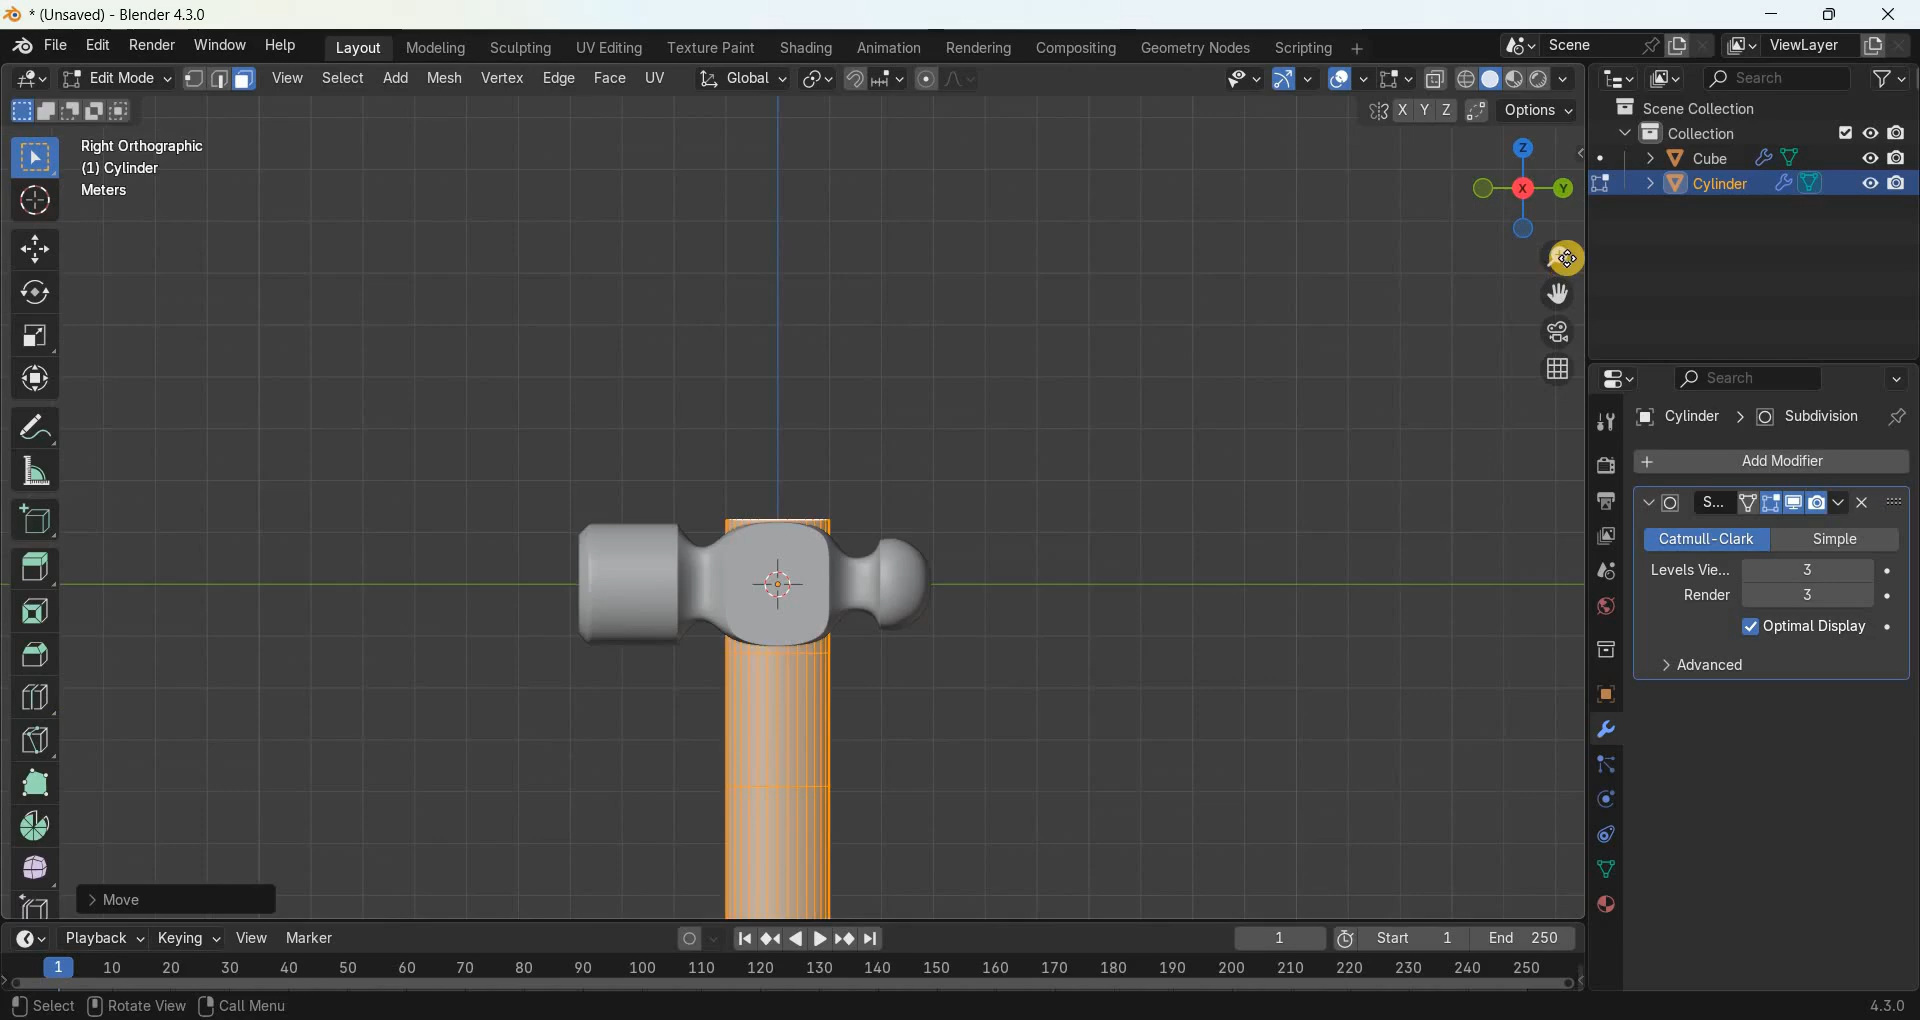 * (Unsaved) - Blender 4.3.0
File Edit Render Window Help Layout Modeling Sculpting UV Editing Texture Paint Shading Animation Rendering Compositing Geometry Nodes Scripting + Scene ViewLayer
Edit Mode View Select Add Mesh Vertex Edge Face UV Global Search
X Y Z Options
Scene Collection
Collection
Cube
Cylinder
Right Orthographic
(1) Cylinder
Meters
Z
X
Y
Search
Cylinder > Subdivision
+ Add Modifier
S...
Catmull-Clark Simple
Levels Vie... 3
Render 3
Optimal Display
> Advanced
> Move
Playback Keying View Marker 1 Start 1 End 250
1 10 20 30 40 50 60 70 80 90 100 110 120 130 140 150 160 170 180 190 200 210 220 230 240 250
Select Rotate View Call Menu 4.3.0